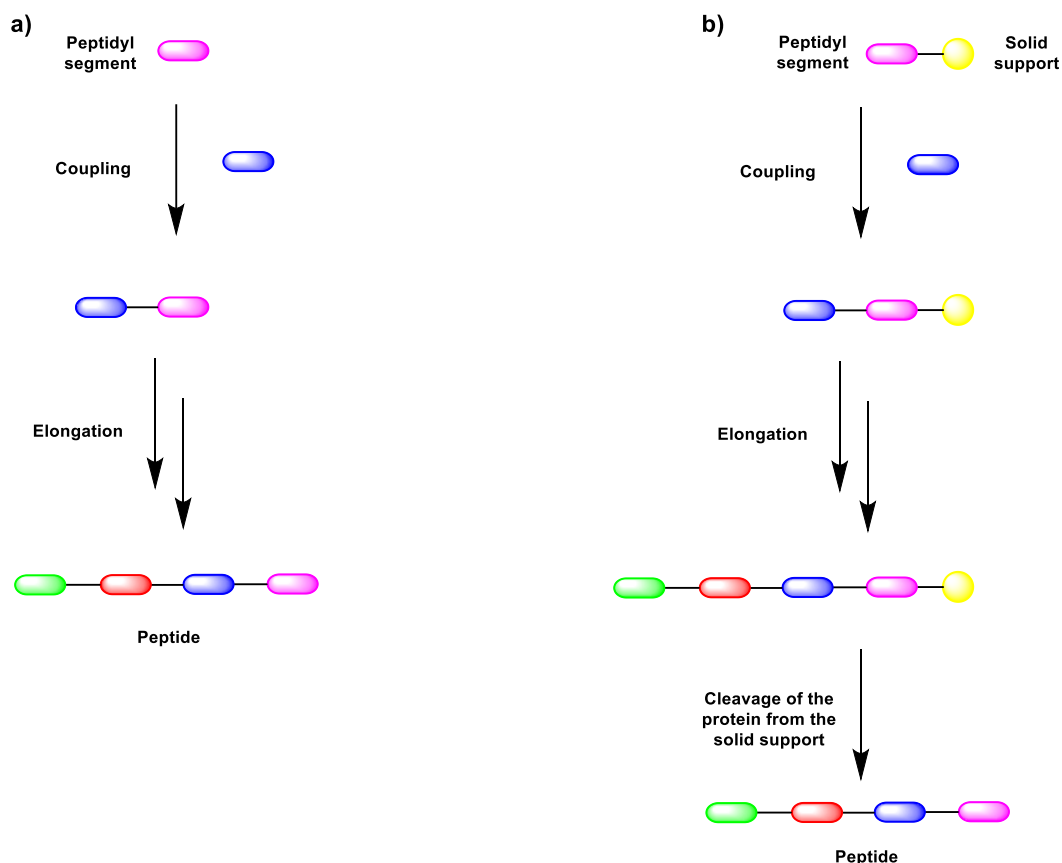 a)
Peptidyl
segment
Coupling
Elongation
Peptide
b)
Peptidyl
segment
Solid
support
Coupling
Elongation
Cleavage of the
protein from the
solid support
Peptide